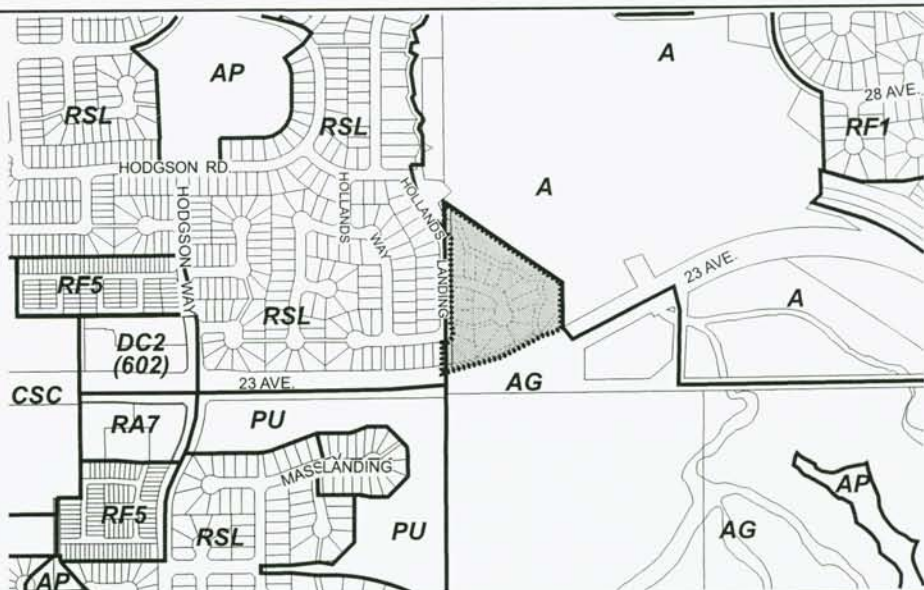 AP
A
28 AVE.
RSL
RSL
RF1
HODGSON RD.
HODGSON WAY
HOLLANDS WAY
HOLLANDS LANDING
A
RF5
23 AVE.
A
RSL
DC2
(602)
23 AVE.
AG
CSC
RA7
PU
MASSLANDING
AP
RF5
RSL
PU
AG
AP